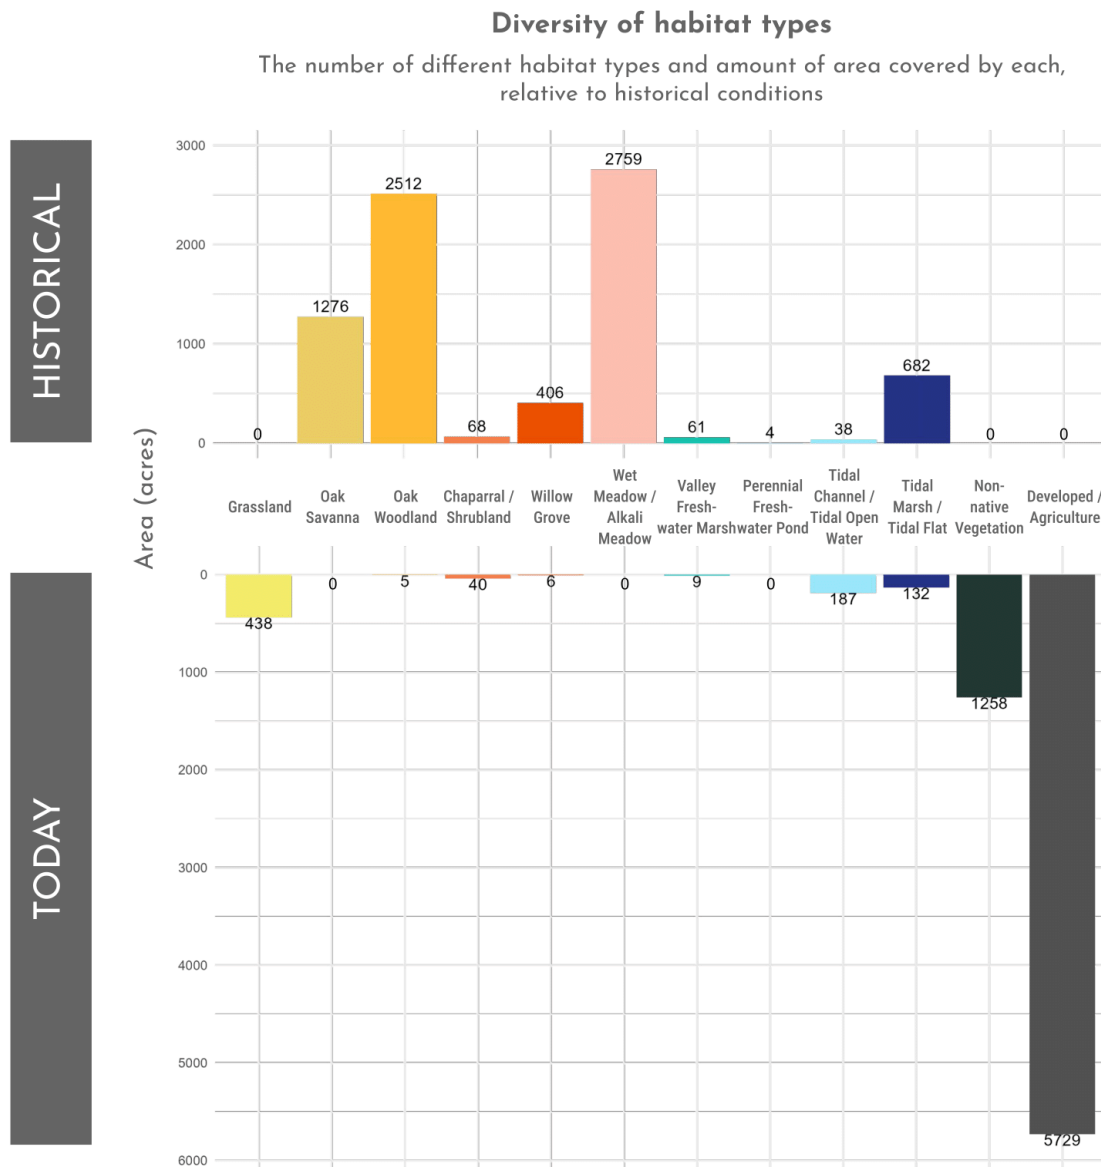 Diversity of habitat types
The number of different habitat types and amount of area covered by each,
relative to historical conditions
HISTORICAL
Area (acres)
3000
2000
1000
0
0
1276
2512
68
406
2759
61
4
38
682
0
0
Grassland
Oak
Savanna
Oak
Woodland
Chaparral /
Shrubland
Willow
Grove
Wet
Meadow /
Alkali
Meadow
Valley
Fresh-
water Marsh
Perennial
Fresh-
water Pond
Tidal
Channel /
Tidal Open
Water
Tidal
Marsh /
Tidal Flat
Non-
native
Vegetation
Developed /
Agriculture
TODAY
0
1000
2000
3000
4000
5000
6000
438
0
5
40
6
0
9
0
187
132
1258
5729